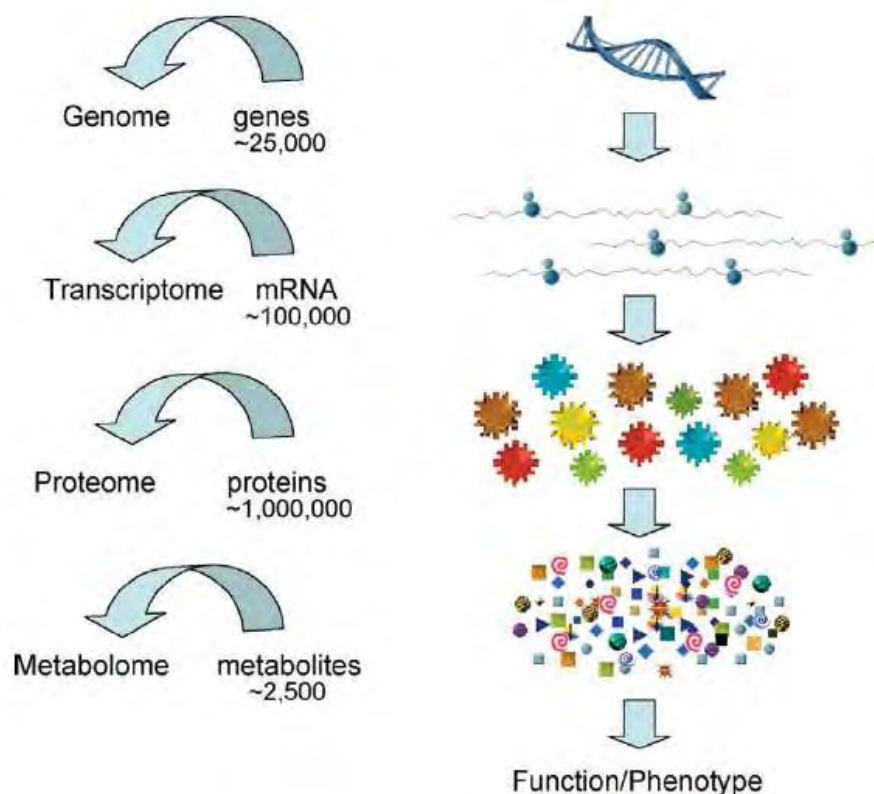 Genome genes
~25,000
Transcriptome mRNA
~100,000
Proteome proteins
~1,000,000
Metabolome metabolites
~2,500
Function/Phenotype